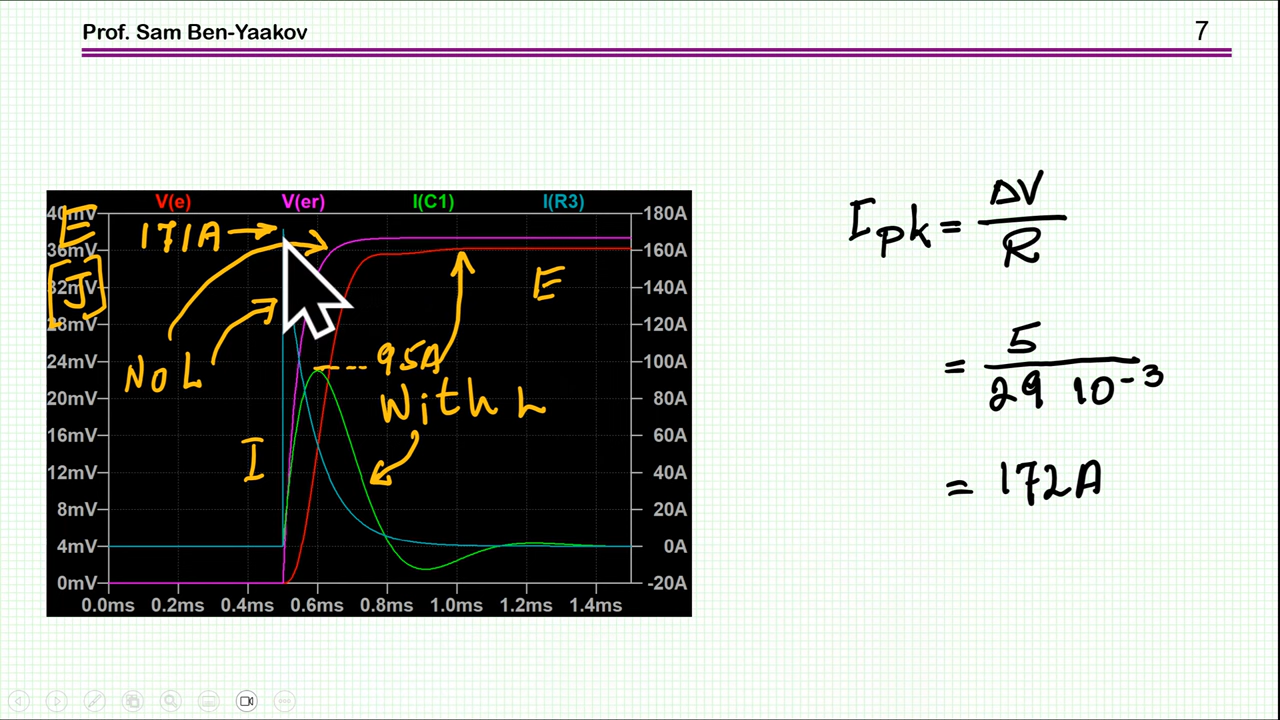 Prof. Sam Ben-Yaakov
7
V(e) V(er) I(C1) I(R3)
40mV 180A
36mV 160A
32mV 140A
28mV 120A
24mV 100A
20mV 80A
16mV 60A
12mV 40A
8mV 20A
4mV 0A
0mV -20A
0.0ms 0.2ms 0.4ms 0.6ms 0.8ms 1.0ms 1.2ms 1.4ms
E
[J]
171A
No L
I
95A
With L
E
Ipk = ΔV
R
= 5
29 10-3
= 172A